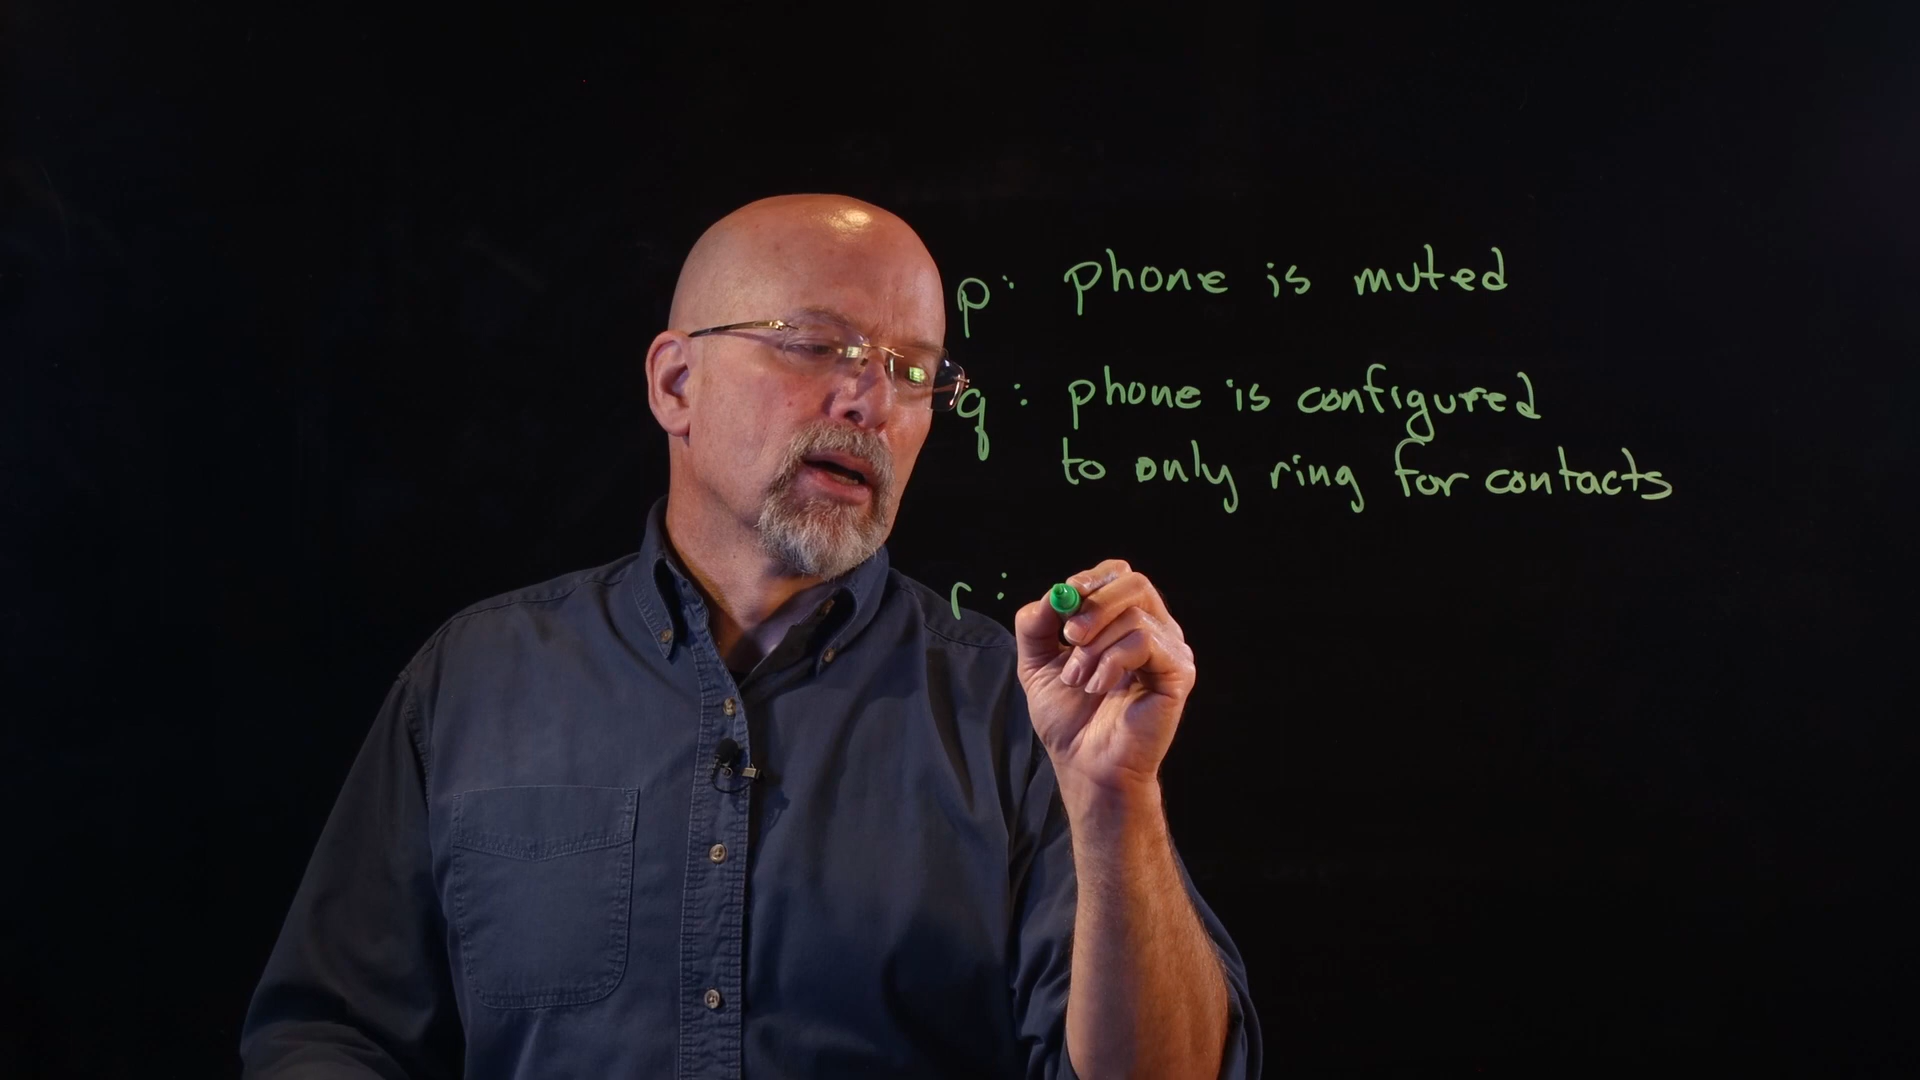 p: phone is muted
q: phone is configured
to only ring for contacts
r: